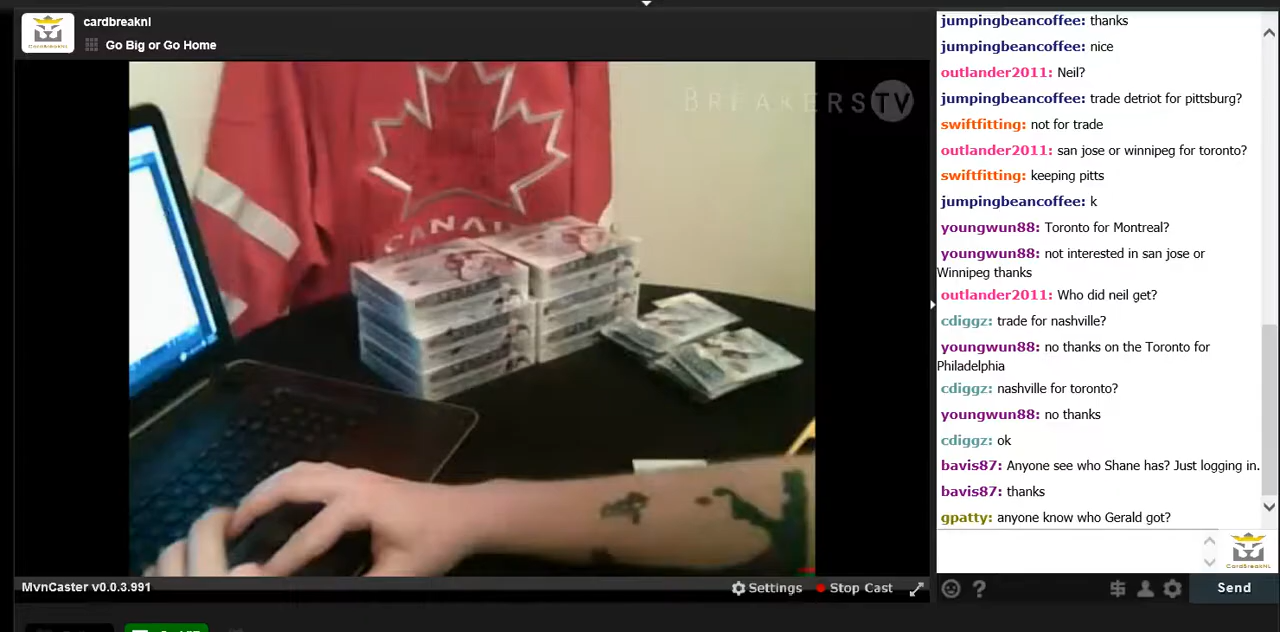 cardbreaknl
Go Big or Go Home
BREAKERSTV
CANA
CARDBREAKNL
MvnCaster v0.0.3.991
Settings
Stop Cast
jumpingbeancoffee: thanks
jumpingbeancoffee: nice
outlander2011: Neil?
jumpingbeancoffee: trade detriot for pittsburg?
swiftfitting: not for trade
outlander2011: san jose or winnipeg for toronto?
swiftfitting: keeping pitts
jumpingbeancoffee: k
youngwun88: Toronto for Montreal?
youngwun88: not interested in san jose or
Winnipeg thanks
outlander2011: Who did neil get?
cdiggz: trade for nashville?
youngwun88: no thanks on the Toronto for
Philadelphia
cdiggz: nashville for toronto?
youngwun88: no thanks
cdiggz: ok
bavis87: Anyone see who Shane has? Just logging in.
bavis87: thanks
gpatty: anyone know who Gerald got?
CARDBREAKNL
Send